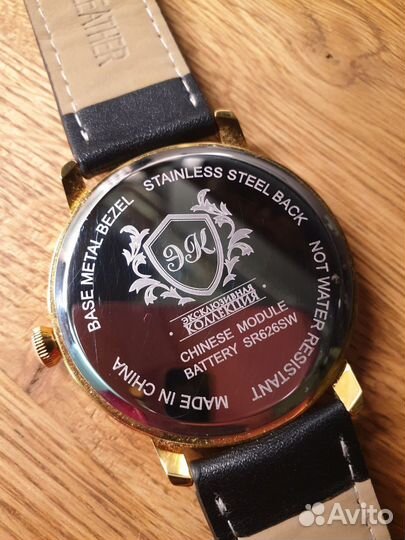 LEATHER
BASE METAL BEZEL
STAINLESS STEEL BACK
NOT WATER RESISTANT
MADE IN CHINA
ЭК
ЭКСКЛЮЗИВНАЯ
КОЛЛЕКЦИЯ
CHINESE MODULE
BATTERY SR626SW
Avito